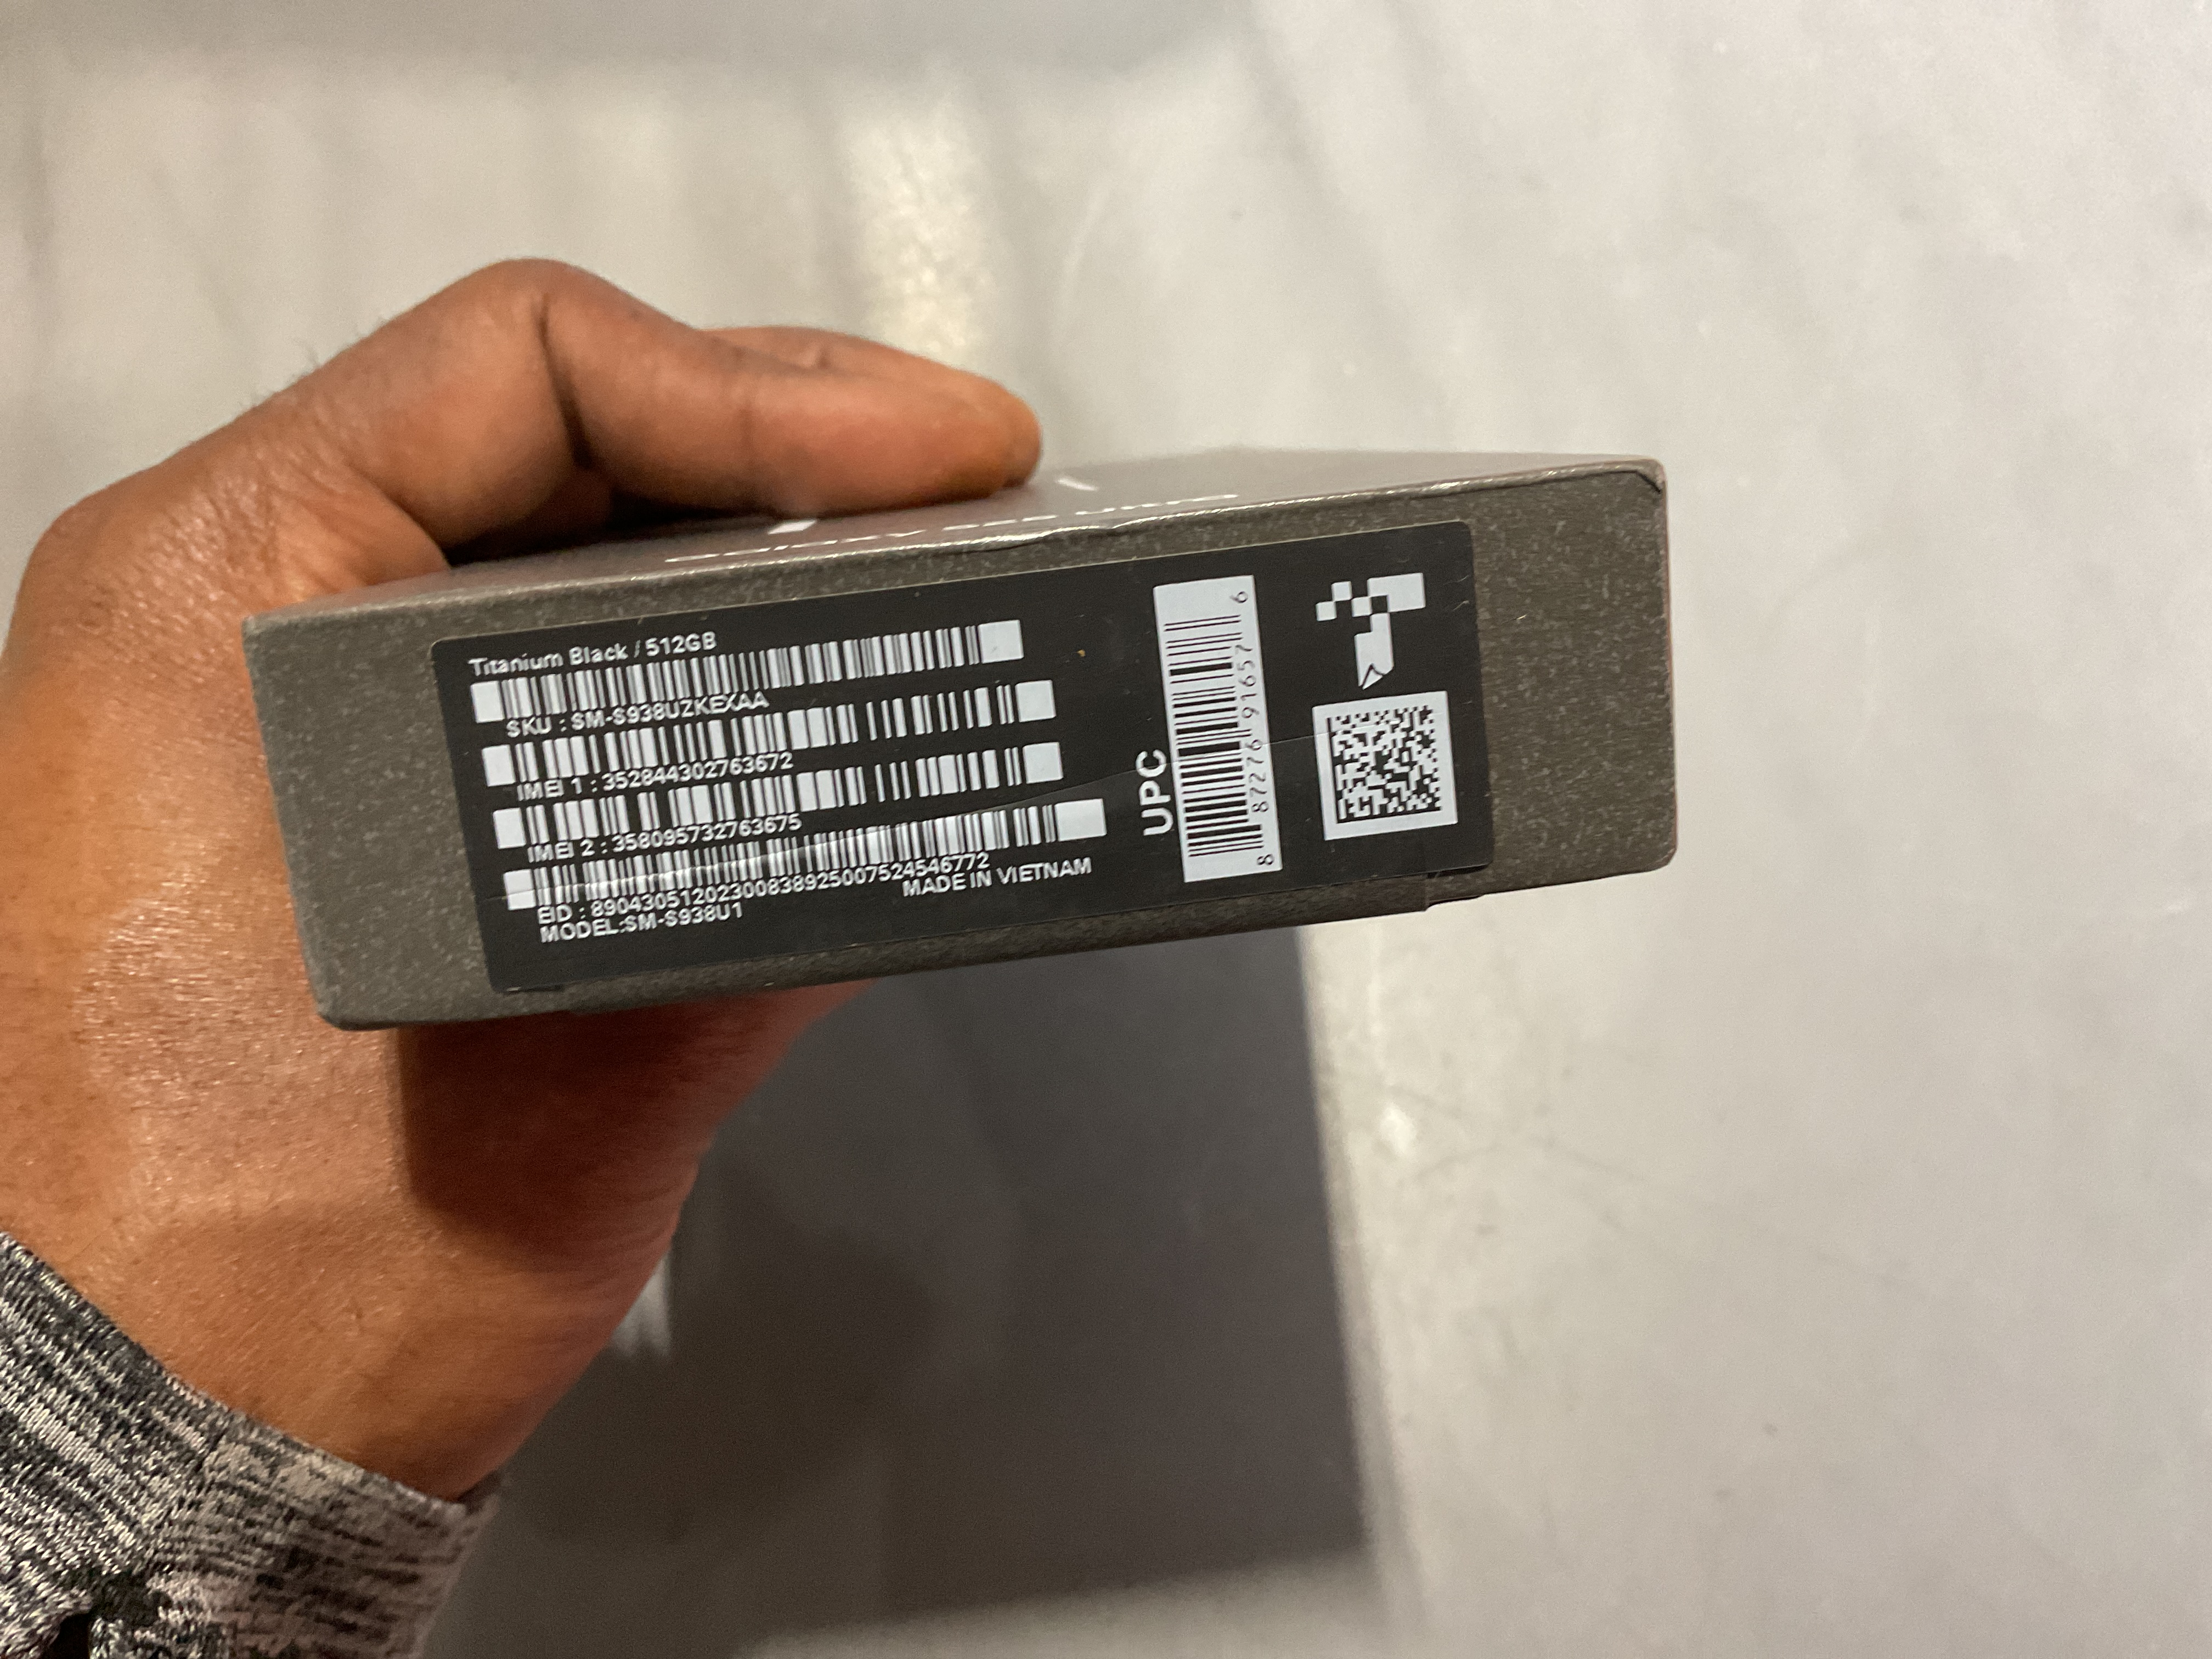 Titanium Black / 512GB
SKU : SM-S938UZKEXAA
IMEI 1 : 352844302763672
IMEI 2 : 358095732763675
EID : 89043051202300838925007524546772
MADE IN VIETNAM
MODEL:SM-S938U1
UPC
8 87276 91657 6